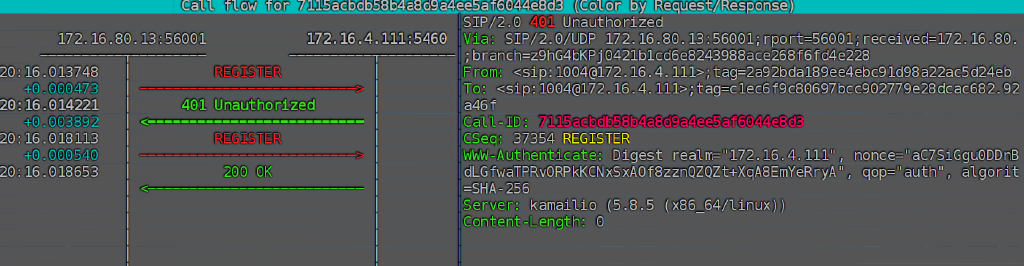 Call flow for 7115acbdb58b4a8d9a4ee5af6044e8d3 (Color by Request/Response)
172.16.80.13:56001 172.16.4.111:5460
20:16.013748 REGISTER
+0.000473
20:16.014221 401 Unauthorized
+0.003892
20:16.018113 REGISTER
+0.000540
20:16.018653 200 OK
SIP/2.0 401 Unauthorized
Via: SIP/2.0/UDP 172.16.80.13:56001;rport=56001;received=172.16.80.
;branch=z9hG4bKPj0421b1cd6e8243988ace268f6fd4e228
From: <sip:1004@172.16.4.111>;tag=2a92bda189ee4ebc91d98a22ac5d24eb
To: <sip:1004@172.16.4.111>;tag=c1ec6f9c80697bcc902779e28dcac682.92
a46f
Call-ID: 7115acbdb58b4a8d9a4ee5af6044e8d3
CSeq: 37354 REGISTER
WWW-Authenticate: Digest realm="172.16.4.111", nonce="aC7SiGgu0DDnB
dLGfwaTPRvORPkKCNxSxAOf8zznQZQZt+XqA8EmYeRryA", qop="auth", algorit
=SHA-256
Server: kamailio (5.8.5 (x86_64/linux))
Content-Length: 0